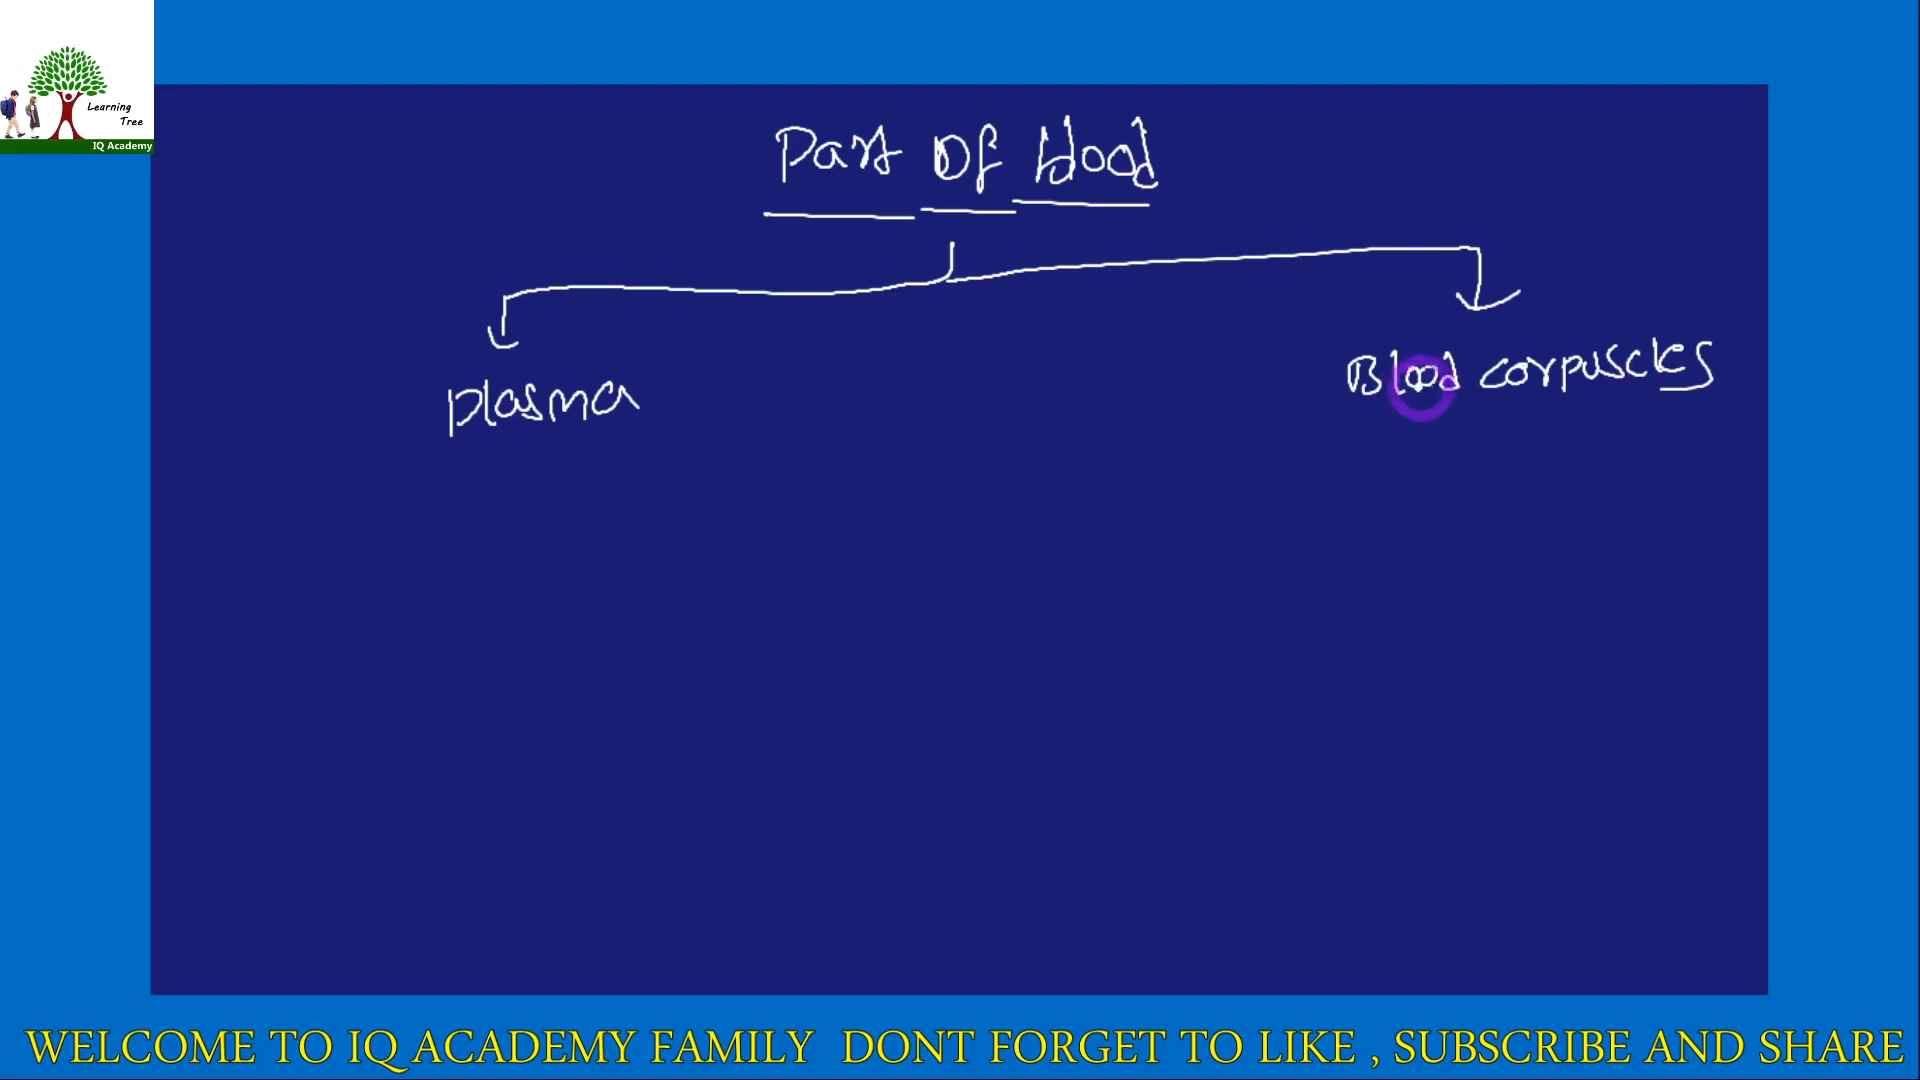 Learning
Tree
IQ Academy
Part Of blood
plasma
Blood corpuscles
WELCOME TO IQ ACADEMY FAMILY DONT FORGET TO LIKE , SUBSCRIBE AND SHARE